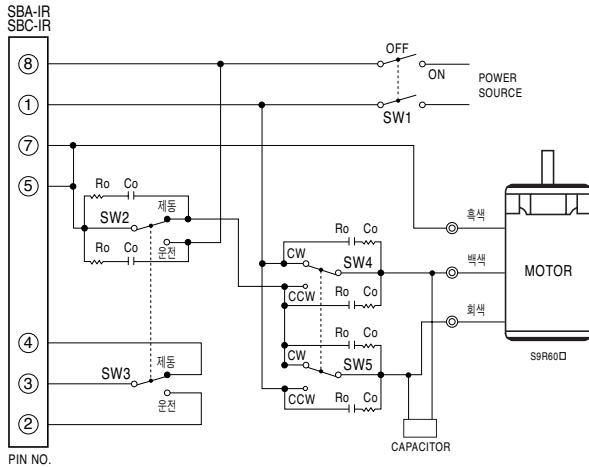 SBA-IR
SBC-IR
8
OFF
ON
POWER
SOURCE
1
SW1
7
5
Ro Co
제동
SW2
Ro Co
운전
흑색
Ro Co
CW
SW4
백색
MOTOR
CCW
Ro Co
회색
Ro Co
CW
SW5
S9R60□
4
제동
SW3
3
운전
CCW
Ro Co
2
CAPACITOR
PIN NO.